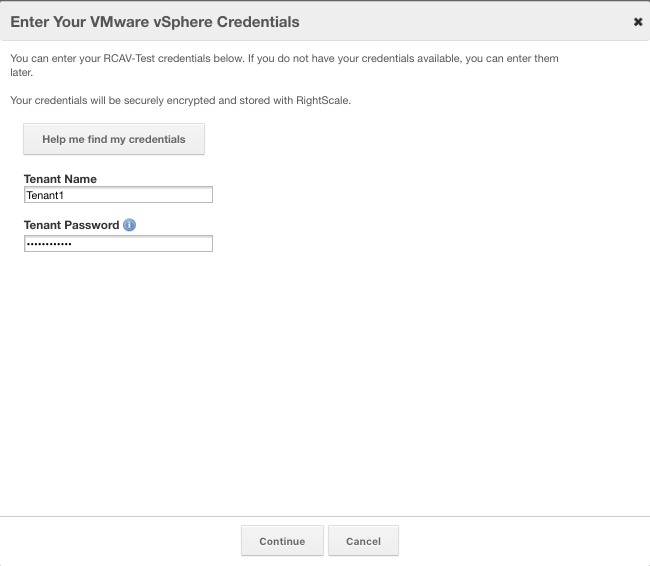 Enter Your VMware vSphere Credentials
You can enter your RCAV-Test credentials below. If you do not have your credentials available, you can enter them
later.
Your credentials will be securely encrypted and stored with RightScale.
Help me find my credentials
Tenant Name
Tenant1
Tenant Password
••••••••••••
Continue Cancel